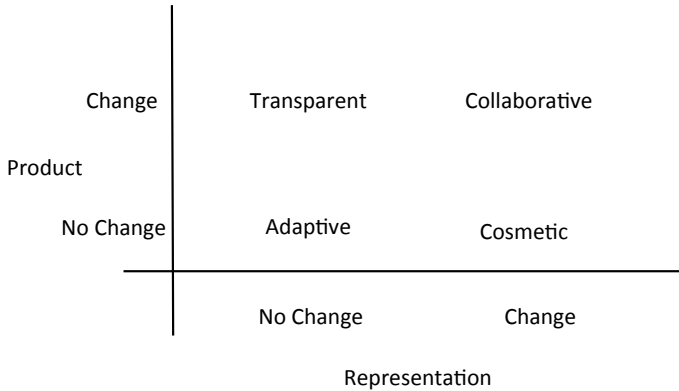 Change Transparent Collaborative
Product
No Change Adaptive Cosmetic
No Change Change
Representation